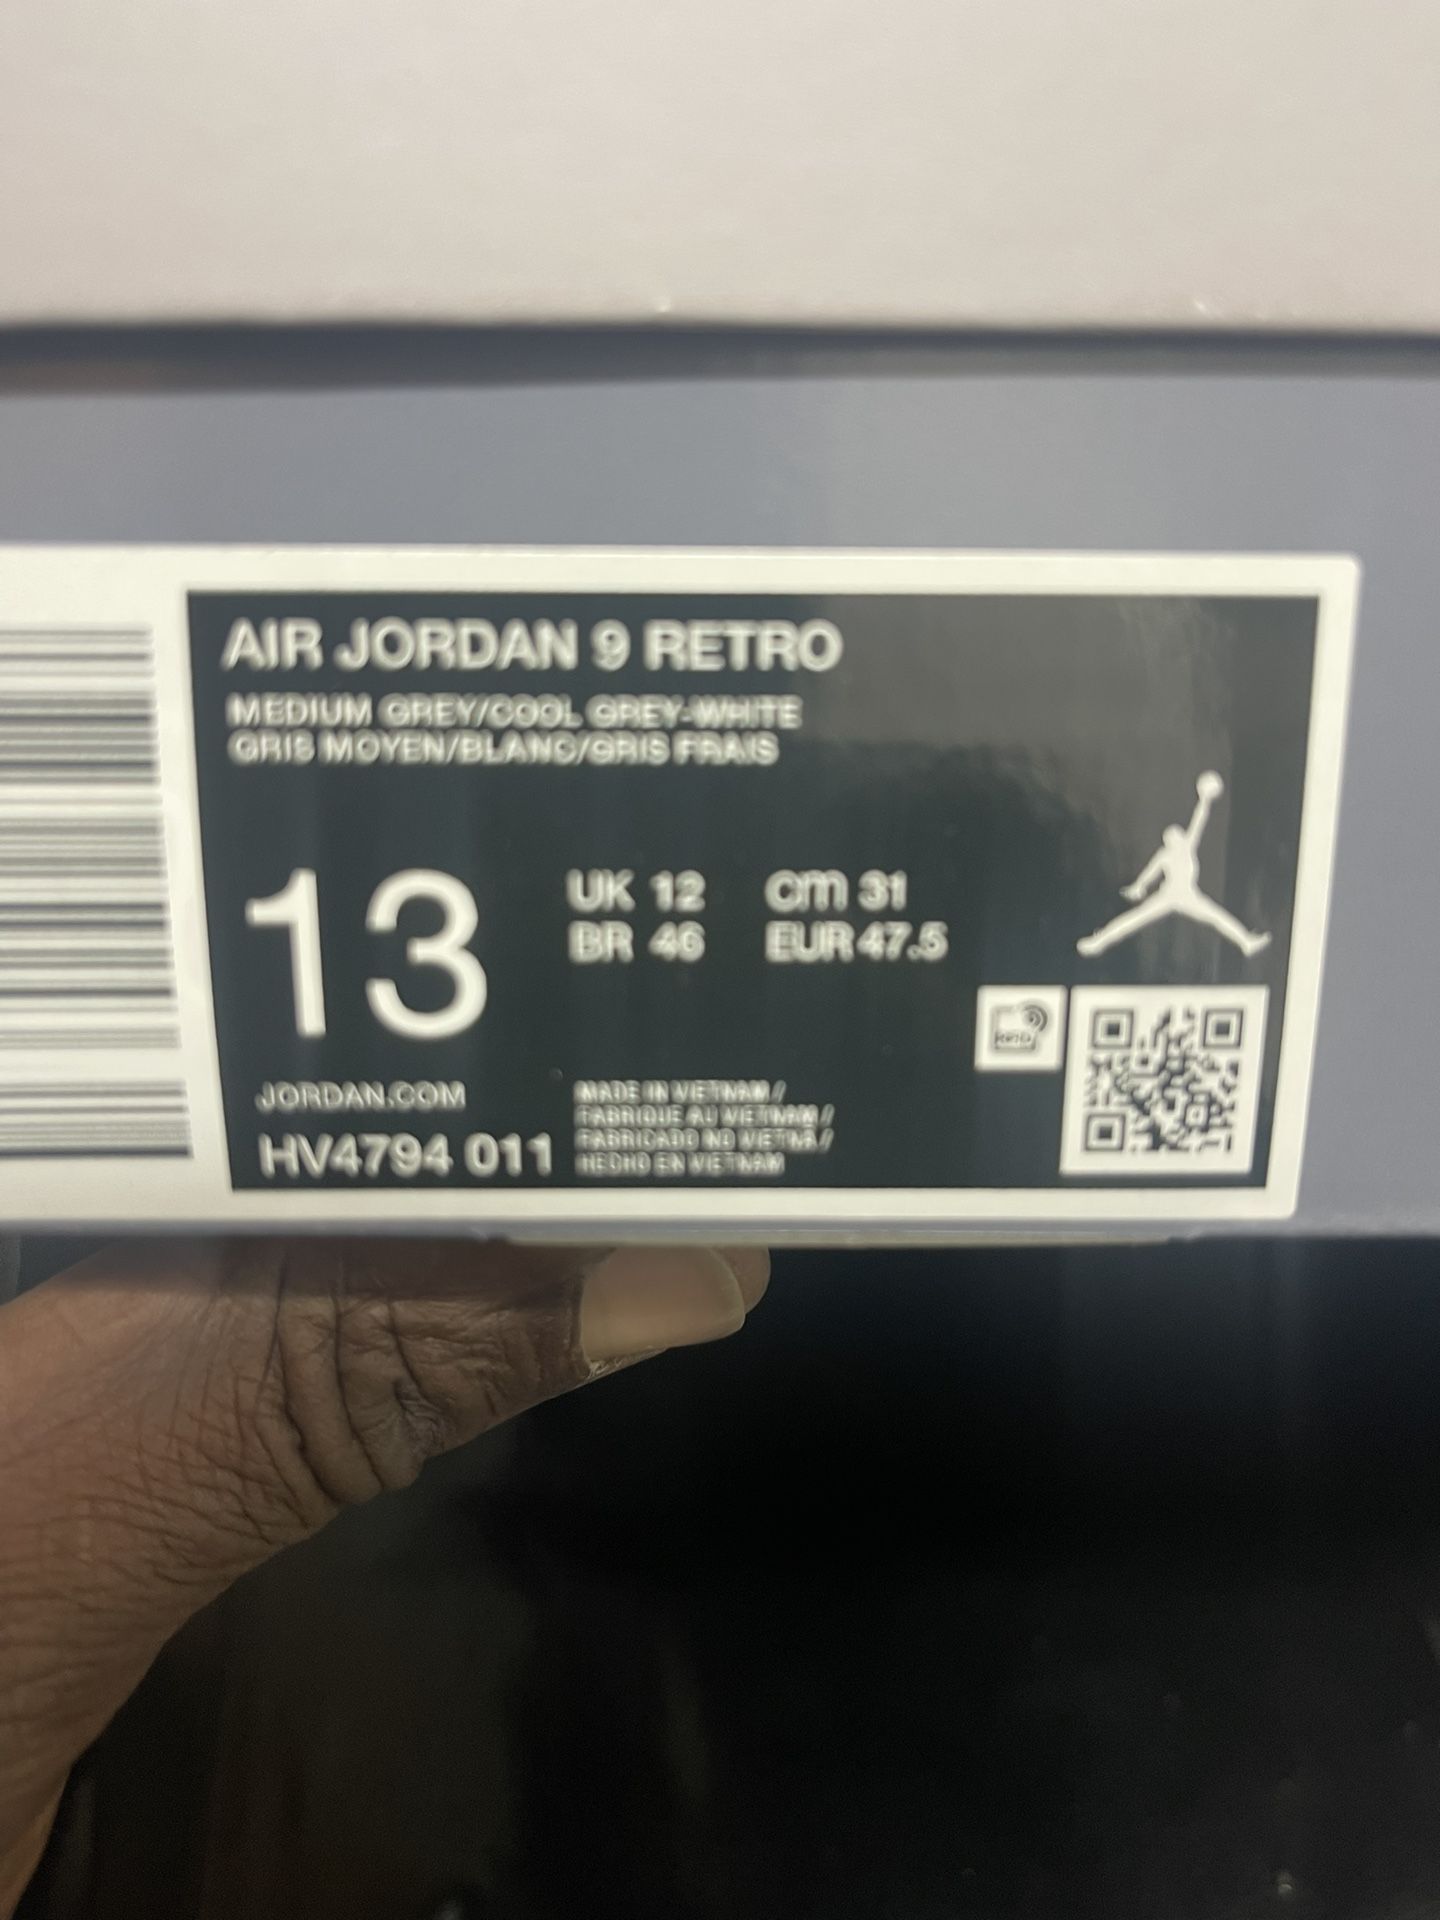 AIR JORDAN 9 RETRO
MEDIUM GREY/COOL GREY-WHITE
GRIS MOYEN/BLANC/GRIS FRAIS
13
UK 12 cm 31
BR 46 EUR 47.5
JORDAN.COM
HV4794 011
MADE IN VIETNAM /
FABRIQUE AU VIETNAM /
FABRICADO NO VIETNÃ /
HECHO EN VIETNAM
RFID